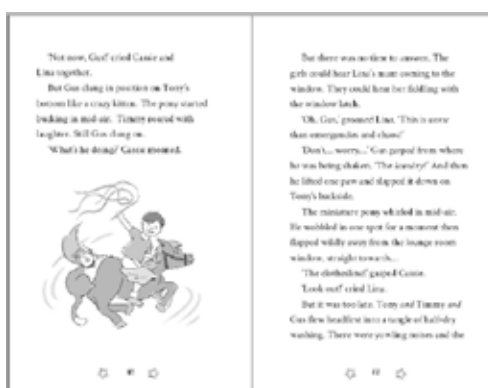 'Not now, Gus!' cried Cassie and
Lina together.
But Gus clung in position on Tony's
bottom like a crazy kitten. The pony started
bucking in mid-air. Timmy roared with
laughter. Still Gus clung on.
'What's he doing?' Cassie moaned.
But there was no time to answer. The
girls could hear Lina's mum coming to the
window. They could hear her fiddling with
the window latch.
'Oh, Gus,' groaned Lina. 'This is worse
than emergencies and chaos!'
'Don't... worry...' Gus gasped from where
he was being shaken. 'The laundry!' And then
he lifted one paw and slapped it down on
Tony's backside.
The miniature pony whirled in mid-air.
He wobbled in one spot for a moment then
flapped wildly away from the lounge room
window, straight towards...
'The clothesline!' gasped Cassie.
'Look out!' cried Lina.
But it was too late. Tony and Timmy and
Gus flew headfirst into a tangle of half-dry
washing. There were yowling noises and the